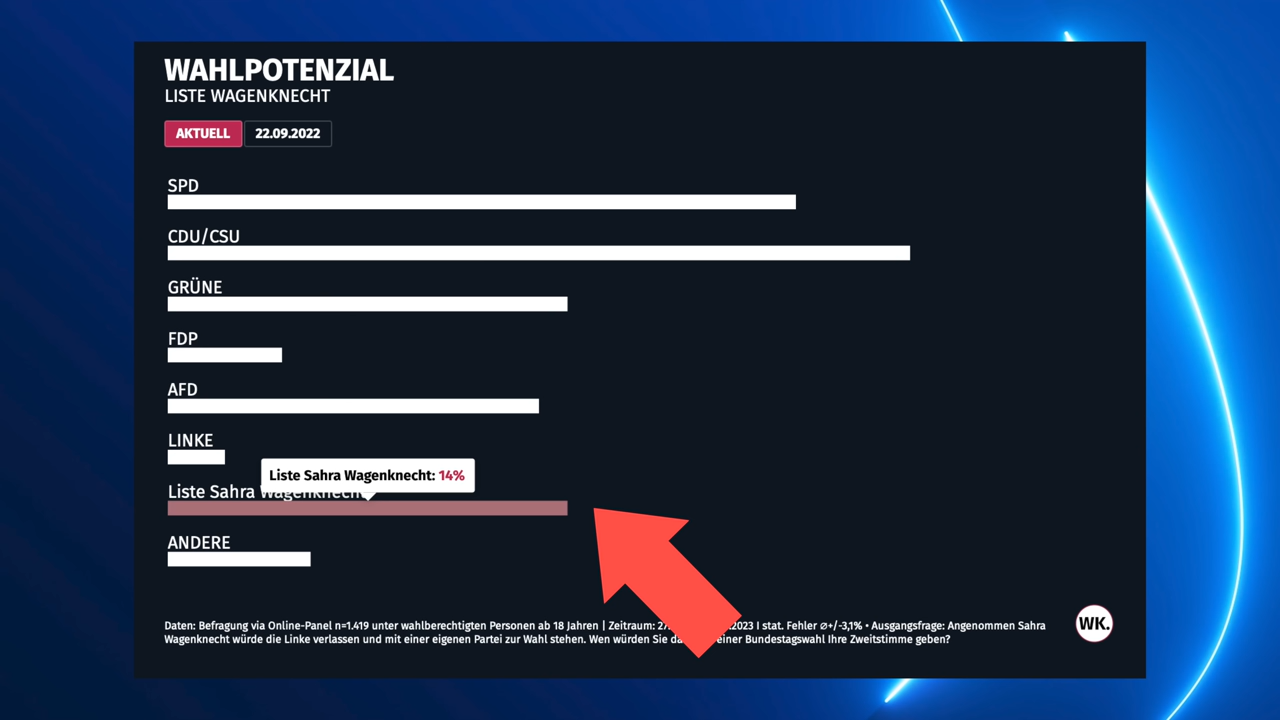 WAHLPOTENZIAL
LISTE WAGENKNECHT
AKTUELL 22.09.2022
SPD
CDU/CSU
GRÜNE
FDP
AFD
LINKE
Liste Sahra Wagenknecht: 14%
Liste Sahra Wagenknecht
ANDERE
Daten: Befragung via Online-Panel n=1.419 unter wahlberechtigten Personen ab 18 Jahren | Zeitraum: 2023 I stat. Fehler ⌀+/-3,1% • Ausgangsfrage: Angenommen Sahra
Wagenknecht würde die Linke verlassen und mit einer eigenen Partei zur Wahl stehen. Wen würden Sie einer Bundestagswahl Ihre Zweitstimme geben?
WK.